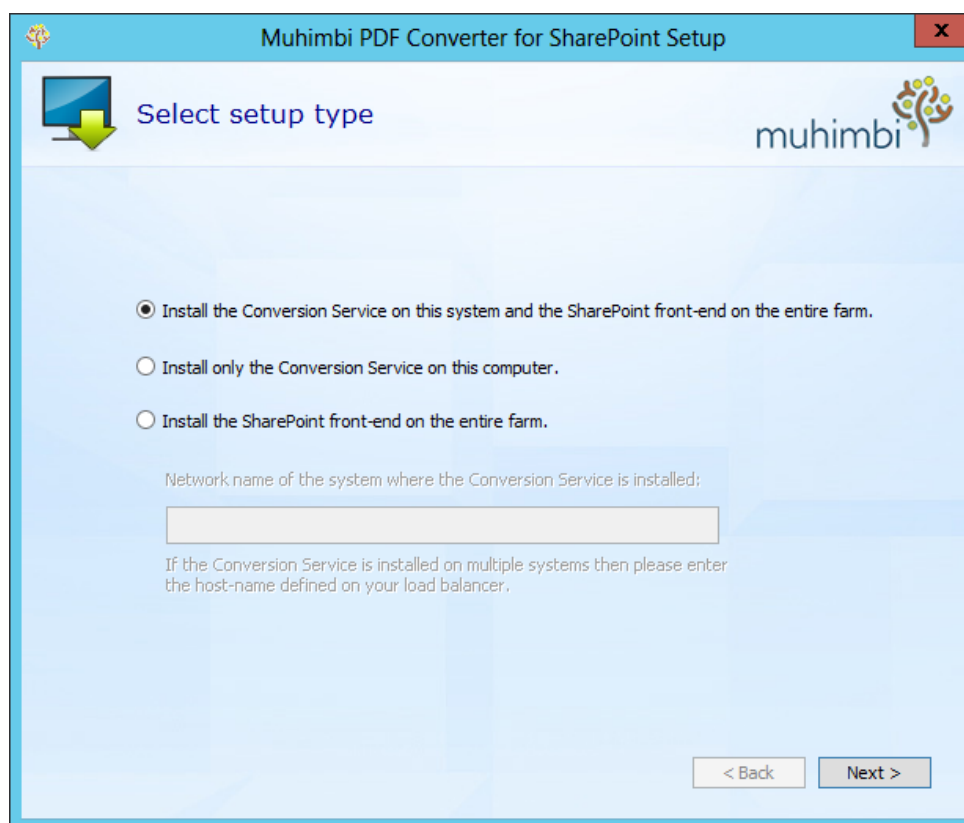 Muhimbi PDF Converter for SharePoint Setup
x
Select setup type
muhimbi
Install the Conversion Service on this system and the SharePoint front-end on the entire farm.
Install only the Conversion Service on this computer.
Install the SharePoint front-end on the entire farm.
Network name of the system where the Conversion Service is installed:
If the Conversion Service is installed on multiple systems then please enter
the host-name defined on your load balancer.
< Back
Next >